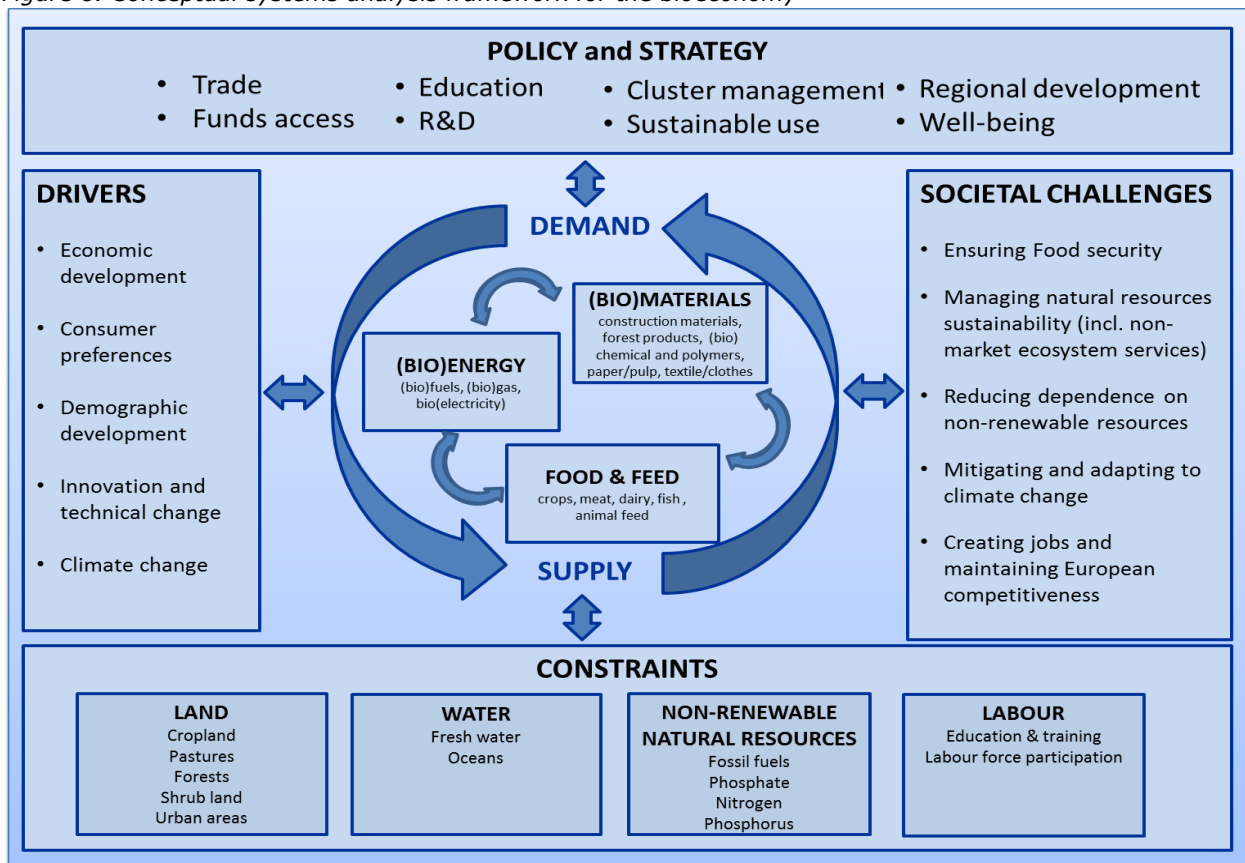 POLICY and STRATEGY
• Trade
• Funds access
• Education
• R&D
• Cluster management
• Sustainable use
• Regional development
• Well-being
DRIVERS
• Economic
development
• Consumer
preferences
• Demographic
development
• Innovation and
technical change
• Climate change
DEMAND
(BIO)MATERIALS
construction materials,
forest products, (bio)
chemical and polymers,
paper/pulp, textile/clothes
(BIO)ENERGY
(bio)fuels, (bio)gas,
bio(electricity)
FOOD & FEED
crops, meat, dairy, fish ,
animal feed
SUPPLY
SOCIETAL CHALLENGES
• Ensuring Food security
• Managing natural resources
sustainability (incl. non-
market ecosystem services)
• Reducing dependence on
non-renewable resources
• Mitigating and adapting to
climate change
• Creating jobs and
maintaining European
competitiveness
CONSTRAINTS
LAND
Cropland
Pastures
Forests
Shrub land
Urban areas
WATER
Fresh water
Oceans
NON-RENEWABLE
NATURAL RESOURCES
Fossil fuels
Phosphate
Nitrogen
Phosphorus
LABOUR
Education & training
Labour force participation